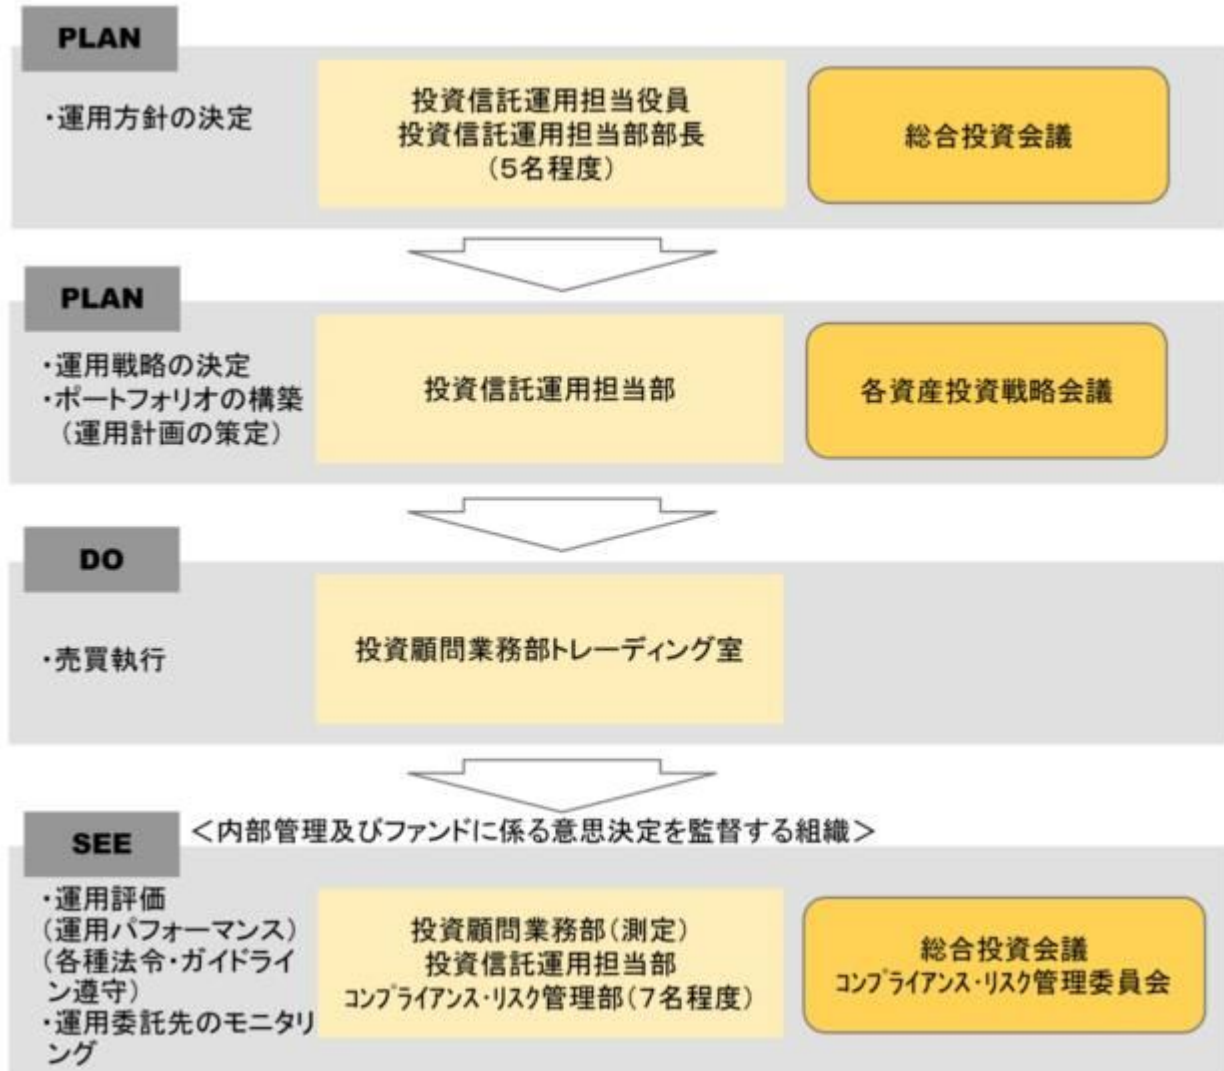 PLAN
・運用方針の決定
投資信託運用担当役員
投資信託運用担当部部長
(5名程度)
総合投資会議
PLAN
・運用戦略の決定
・ポートフォリオの構築
(運用計画の策定)
投資信託運用担当部
各資産投資戦略会議
DO
・売買執行
投資顧問業務部トレーディング室
SEE
＜内部管理及びファンドに係る意思決定を監督する組織＞
・運用評価
(運用パフォーマンス)
(各種法令・ガイドライ
ン遵守)
・運用委託先のモニタリ
ング
投資顧問業務部(測定)
投資信託運用担当部
ｺﾝﾌﾟﾗｲｱﾝｽ・ﾘｽｸ管理部(7名程度)
総合投資会議
ｺﾝﾌﾟﾗｲｱﾝｽ・ﾘｽｸ管理委員会